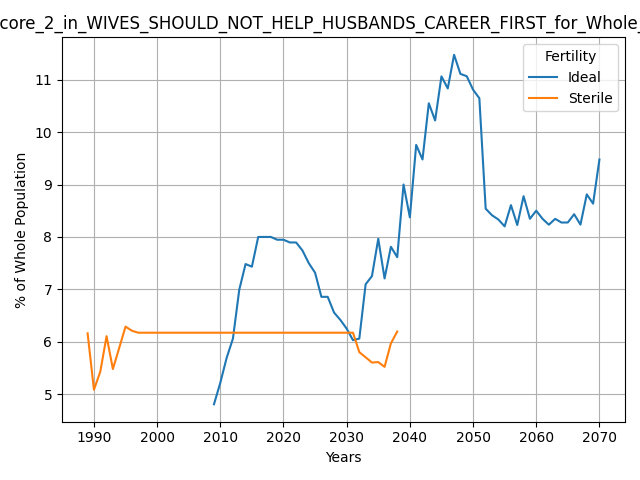 core_2_in_WIVES_SHOULD_NOT_HELP_HUSBANDS_CAREER_FIRST_for_Whole_
Fertility
Ideal
Sterile
% of Whole Population
11
10
9
8
7
6
5
1990 2000 2010 2020 2030 2040 2050 2060 2070
Years